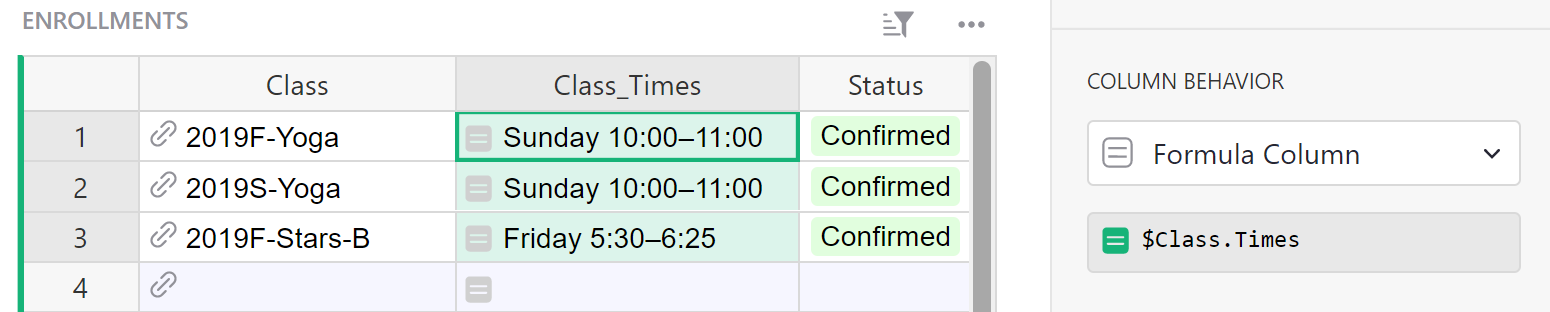 ENROLLMENTS
Class Class_Times Status
1 2019F-Yoga Sunday 10:00–11:00 Confirmed
2 2019S-Yoga Sunday 10:00–11:00 Confirmed
3 2019F-Stars-B Friday 5:30–6:25 Confirmed
4
COLUMN BEHAVIOR
Formula Column
$Class.Times